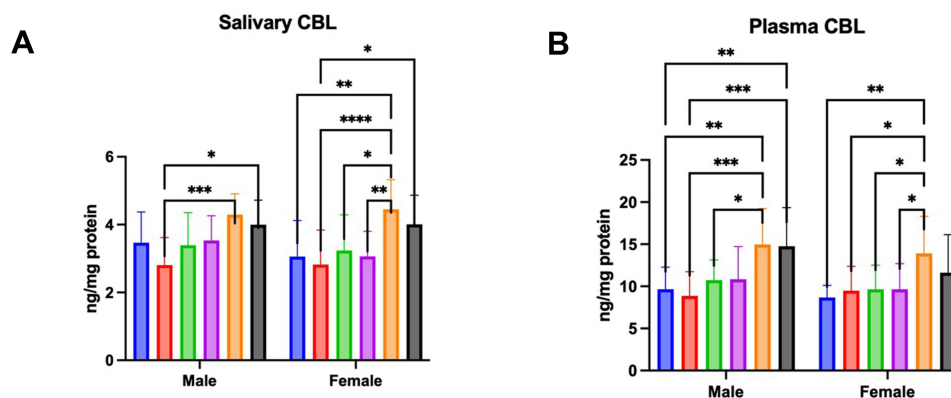 A
Salivary CBL
*
**
****
*
**
*
***
6
4
2
0
ng/mg protein
Male
Female
B
Plasma CBL
**
***
**
***
*
**
*
*
*
25
20
15
10
5
0
ng/mg protein
Male
Female